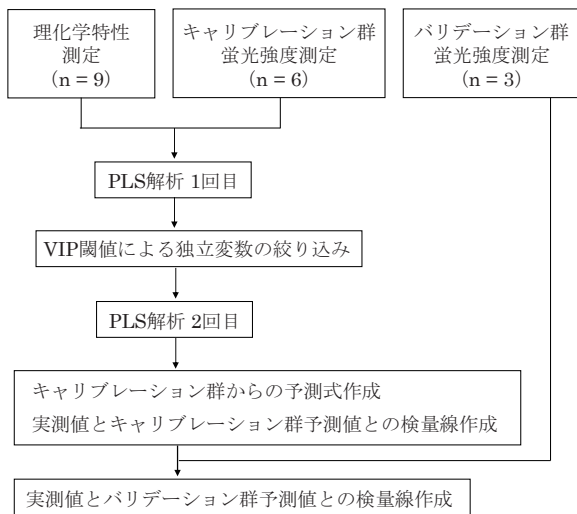 理化学特性
測定
(n = 9)
キャリブレーション群
蛍光強度測定
(n = 6)
バリデーション群
蛍光強度測定
(n = 3)
PLS解析 1回目
VIP閾値による独立変数の絞り込み
PLS解析 2回目
キャリブレーション群からの予測式作成
実測値とキャリブレーション群予測値との検量線作成
実測値とバリデーション群予測値との検量線作成